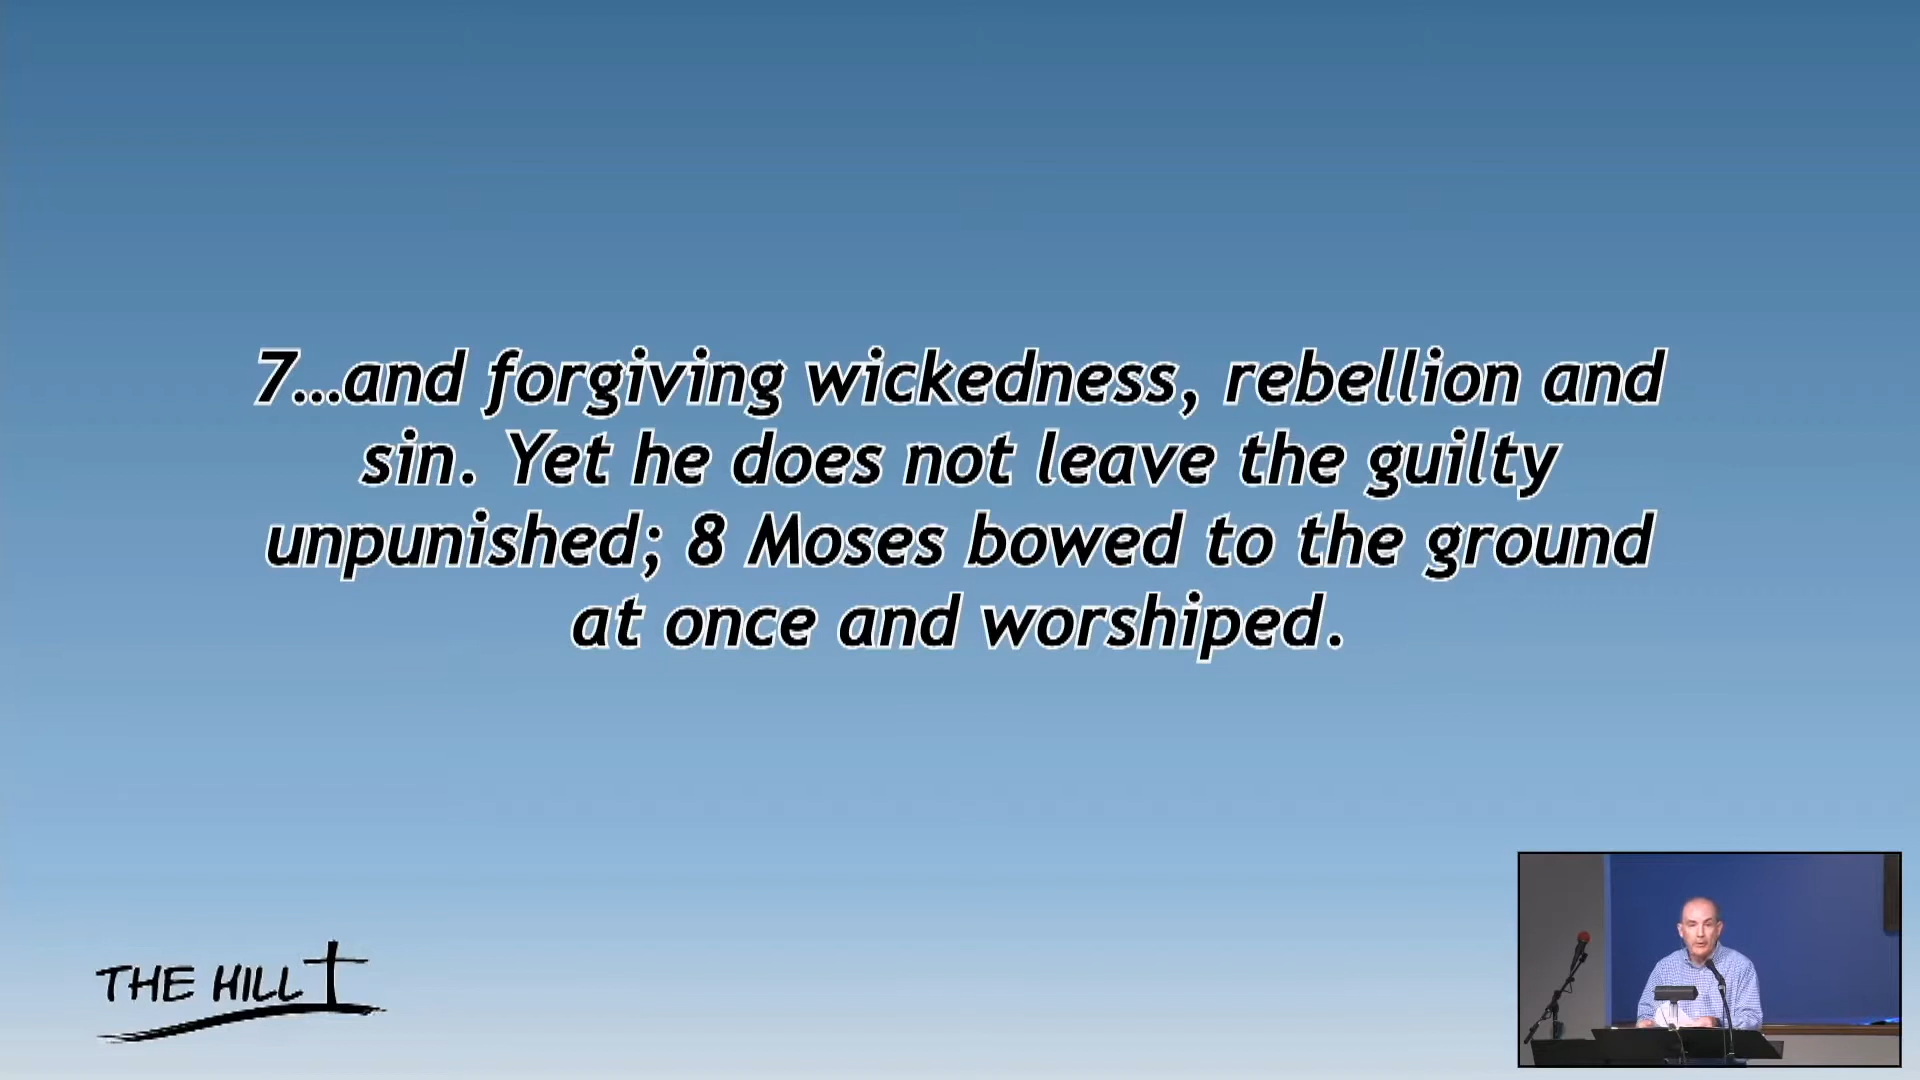 7…and forgiving wickedness, rebellion and
sin. Yet he does not leave the guilty
unpunished; 8 Moses bowed to the ground
at once and worshiped.
THE HILL